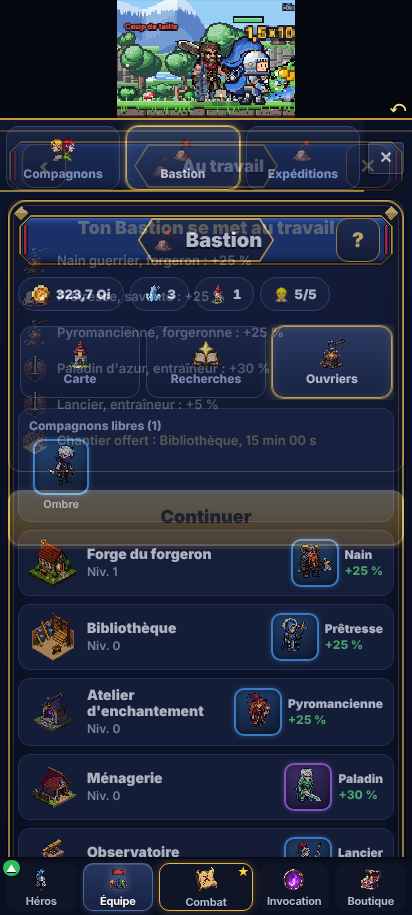 Coup de taille
1,5×10
Compagnons
Bastion
Expéditions
Au travail
Ton Bastion se met au travail
Bastion
?
Nain guerrier, forgeron : +25 %
323,7 Qi
3
1
5/5
Pyromancienne, forgeronne : +25 %
Carte
Recherches
Ouvriers
Paladin d'azur, entraîneur : +30 %
Lancier, entraîneur : +5 %
Compagnons libres (1)
Chantier offert : Bibliothèque, 15 min 00 s
Ombre
Continuer
Forge du forgeron
Niv. 1
Nain
+25 %
Bibliothèque
Niv. 0
Prêtresse
+25 %
Atelier
d'enchantement
Niv. 0
Pyromancienne
+25 %
Ménagerie
Niv. 0
Paladin
+30 %
Observatoire
Lancier
Héros
Équipe
Combat
Invocation
Boutique